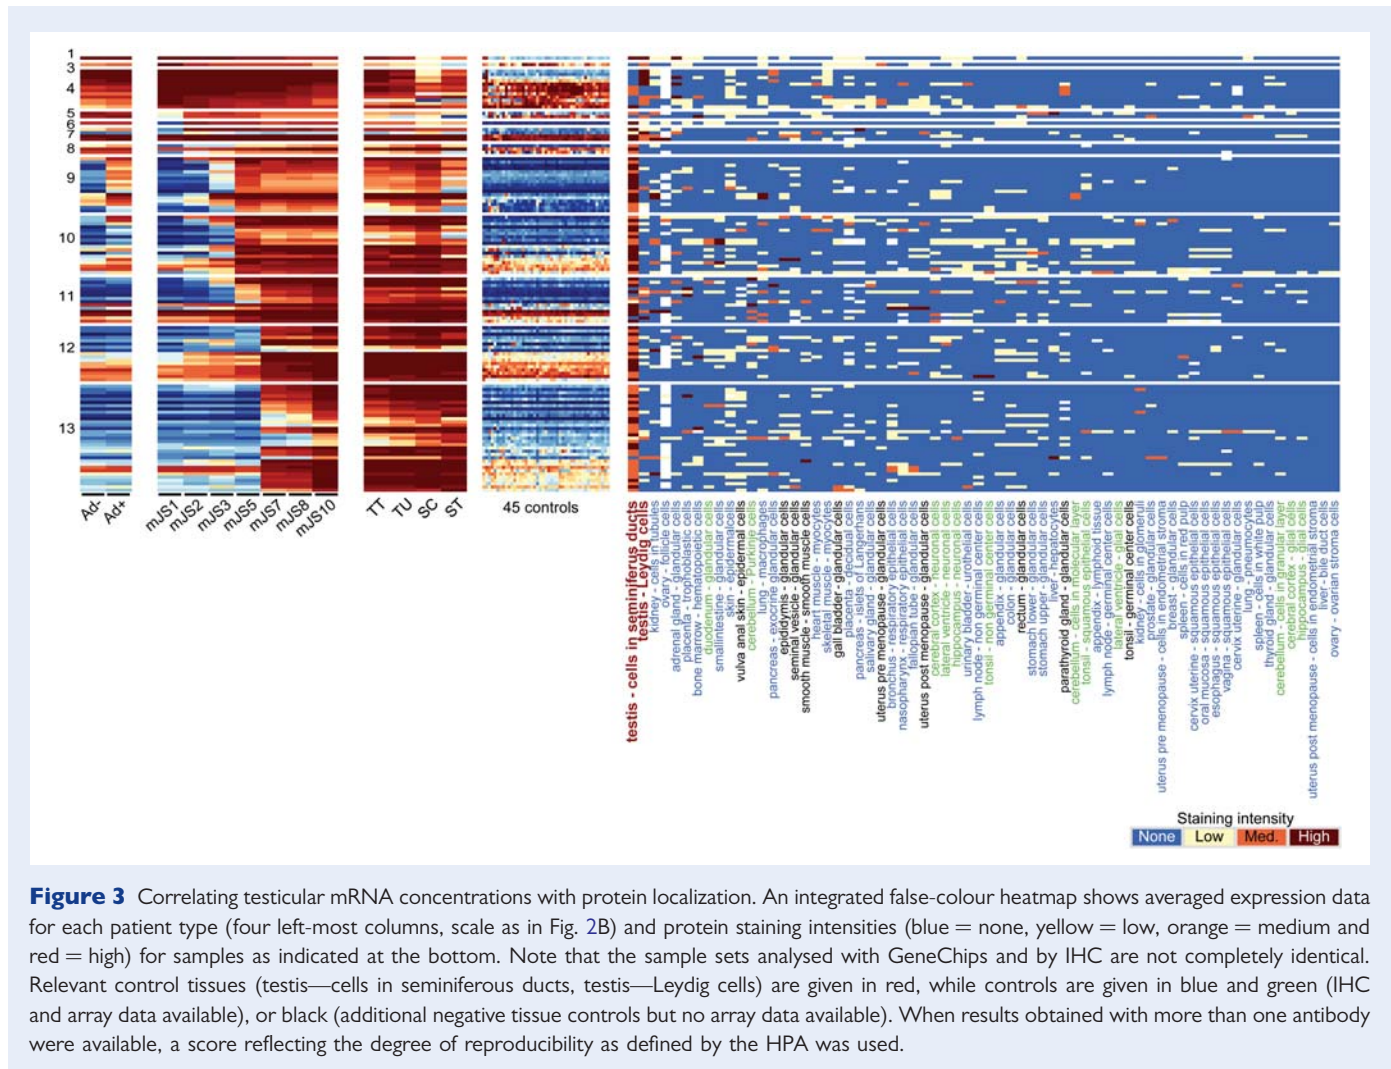 1
3
4
5
6
7
8
9
10
11
12
13
Ad-
Ad+
mJS1
mJS2
mJS3
mJS5
mJS7
mJS8
mJS10
TT
TU
SC
ST
45 controls
testis - cells in seminiferus ducts
testis - Leydig cells
kidney - cells in tubules
ovary - follicle cells
adrenal gland - glandular cells
placenta - trophoblastic cells
bone marrow - hematopoietic cells
duodenum - glandular cells
smallintestine - glandular cells
skin - epidermalcells
vulva anal skin - epidermal cells
cerebellum - Purkinje cells
lung - macrophages
pancreas - exocrine glandular cells
epididymis - glandular cells
seminal vesicle - glandular cells
smooth muscle - smooth muscle cells
heart muscle - myocytes
skeletal muscle - myocytes
gall bladder - glandular cells
placenta - decidual cells
pancreas - islets of Langerhans
salivary gland - glandular cells
uterus pre menopause - glandular cells
bronchus - respiratory epithelial cells
nasopharynx - respiratory epithelial cells
fallopian tube - glandular cells
uterus post menopause - glandular cells
cerebral cortex - neuronal cells
lateral ventricle - neuronal cells
hippocampus - neuronal cells
urinary bladder - urothelial cells
lymph node - non germinal center cells
tonsil - non germinal center cells
appendix - glandular cells
colon - glandular cells
rectum - glandular cells
stomach lower - glandular cells
stomach upper - glandular cells
liver - hepatocytes
parathyroid gland - glandular cells
cerebellum - cells in molecular layer
tonsil - squamous epithelial cells
appendix - lymphoid tissue
lymph node - germinal center cells
lateral ventricle - glial cells
tonsil - germinal center cells
kidney - cells in glomeruli
prostate - glandular cells
uterus pre menopause - cells in endometrial stroma
breast - glandular cells
spleen - cells in red pulp
cervix uterine - squamous epithelial cells
oral mucosa - squamous epithelial cells
esophagus - squamous epithelial cells
vagina - squamous epithelial cells
cervix uterine - glandular cells
lung - pneumocytes
spleen - cells in white pulp
thyroid gland - glandular cells
cerebellum - cells in granular layer
cerebral cortex - glial cells
hippocampus - glial cells
uterus post menopause - cells in endometrial stroma
liver - bile duct cells
ovary - ovarian stroma cells
Staining intensity
None Low Med. High
Figure 3 Correlating testicular mRNA concentrations with protein localization. An integrated false-colour heatmap shows averaged expression data
for each patient type (four left-most columns, scale as in Fig. 2B) and protein staining intensities (blue = none, yellow = low, orange = medium and
red = high) for samples as indicated at the bottom. Note that the sample sets analysed with GeneChips and by IHC are not completely identical.
Relevant control tissues (testis—cells in seminiferous ducts, testis—Leydig cells) are given in red, while controls are given in blue and green (IHC
and array data available), or black (additional negative tissue controls but no array data available). When results obtained with more than one antibody
were available, a score reflecting the degree of reproducibility as defined by the HPA was used.